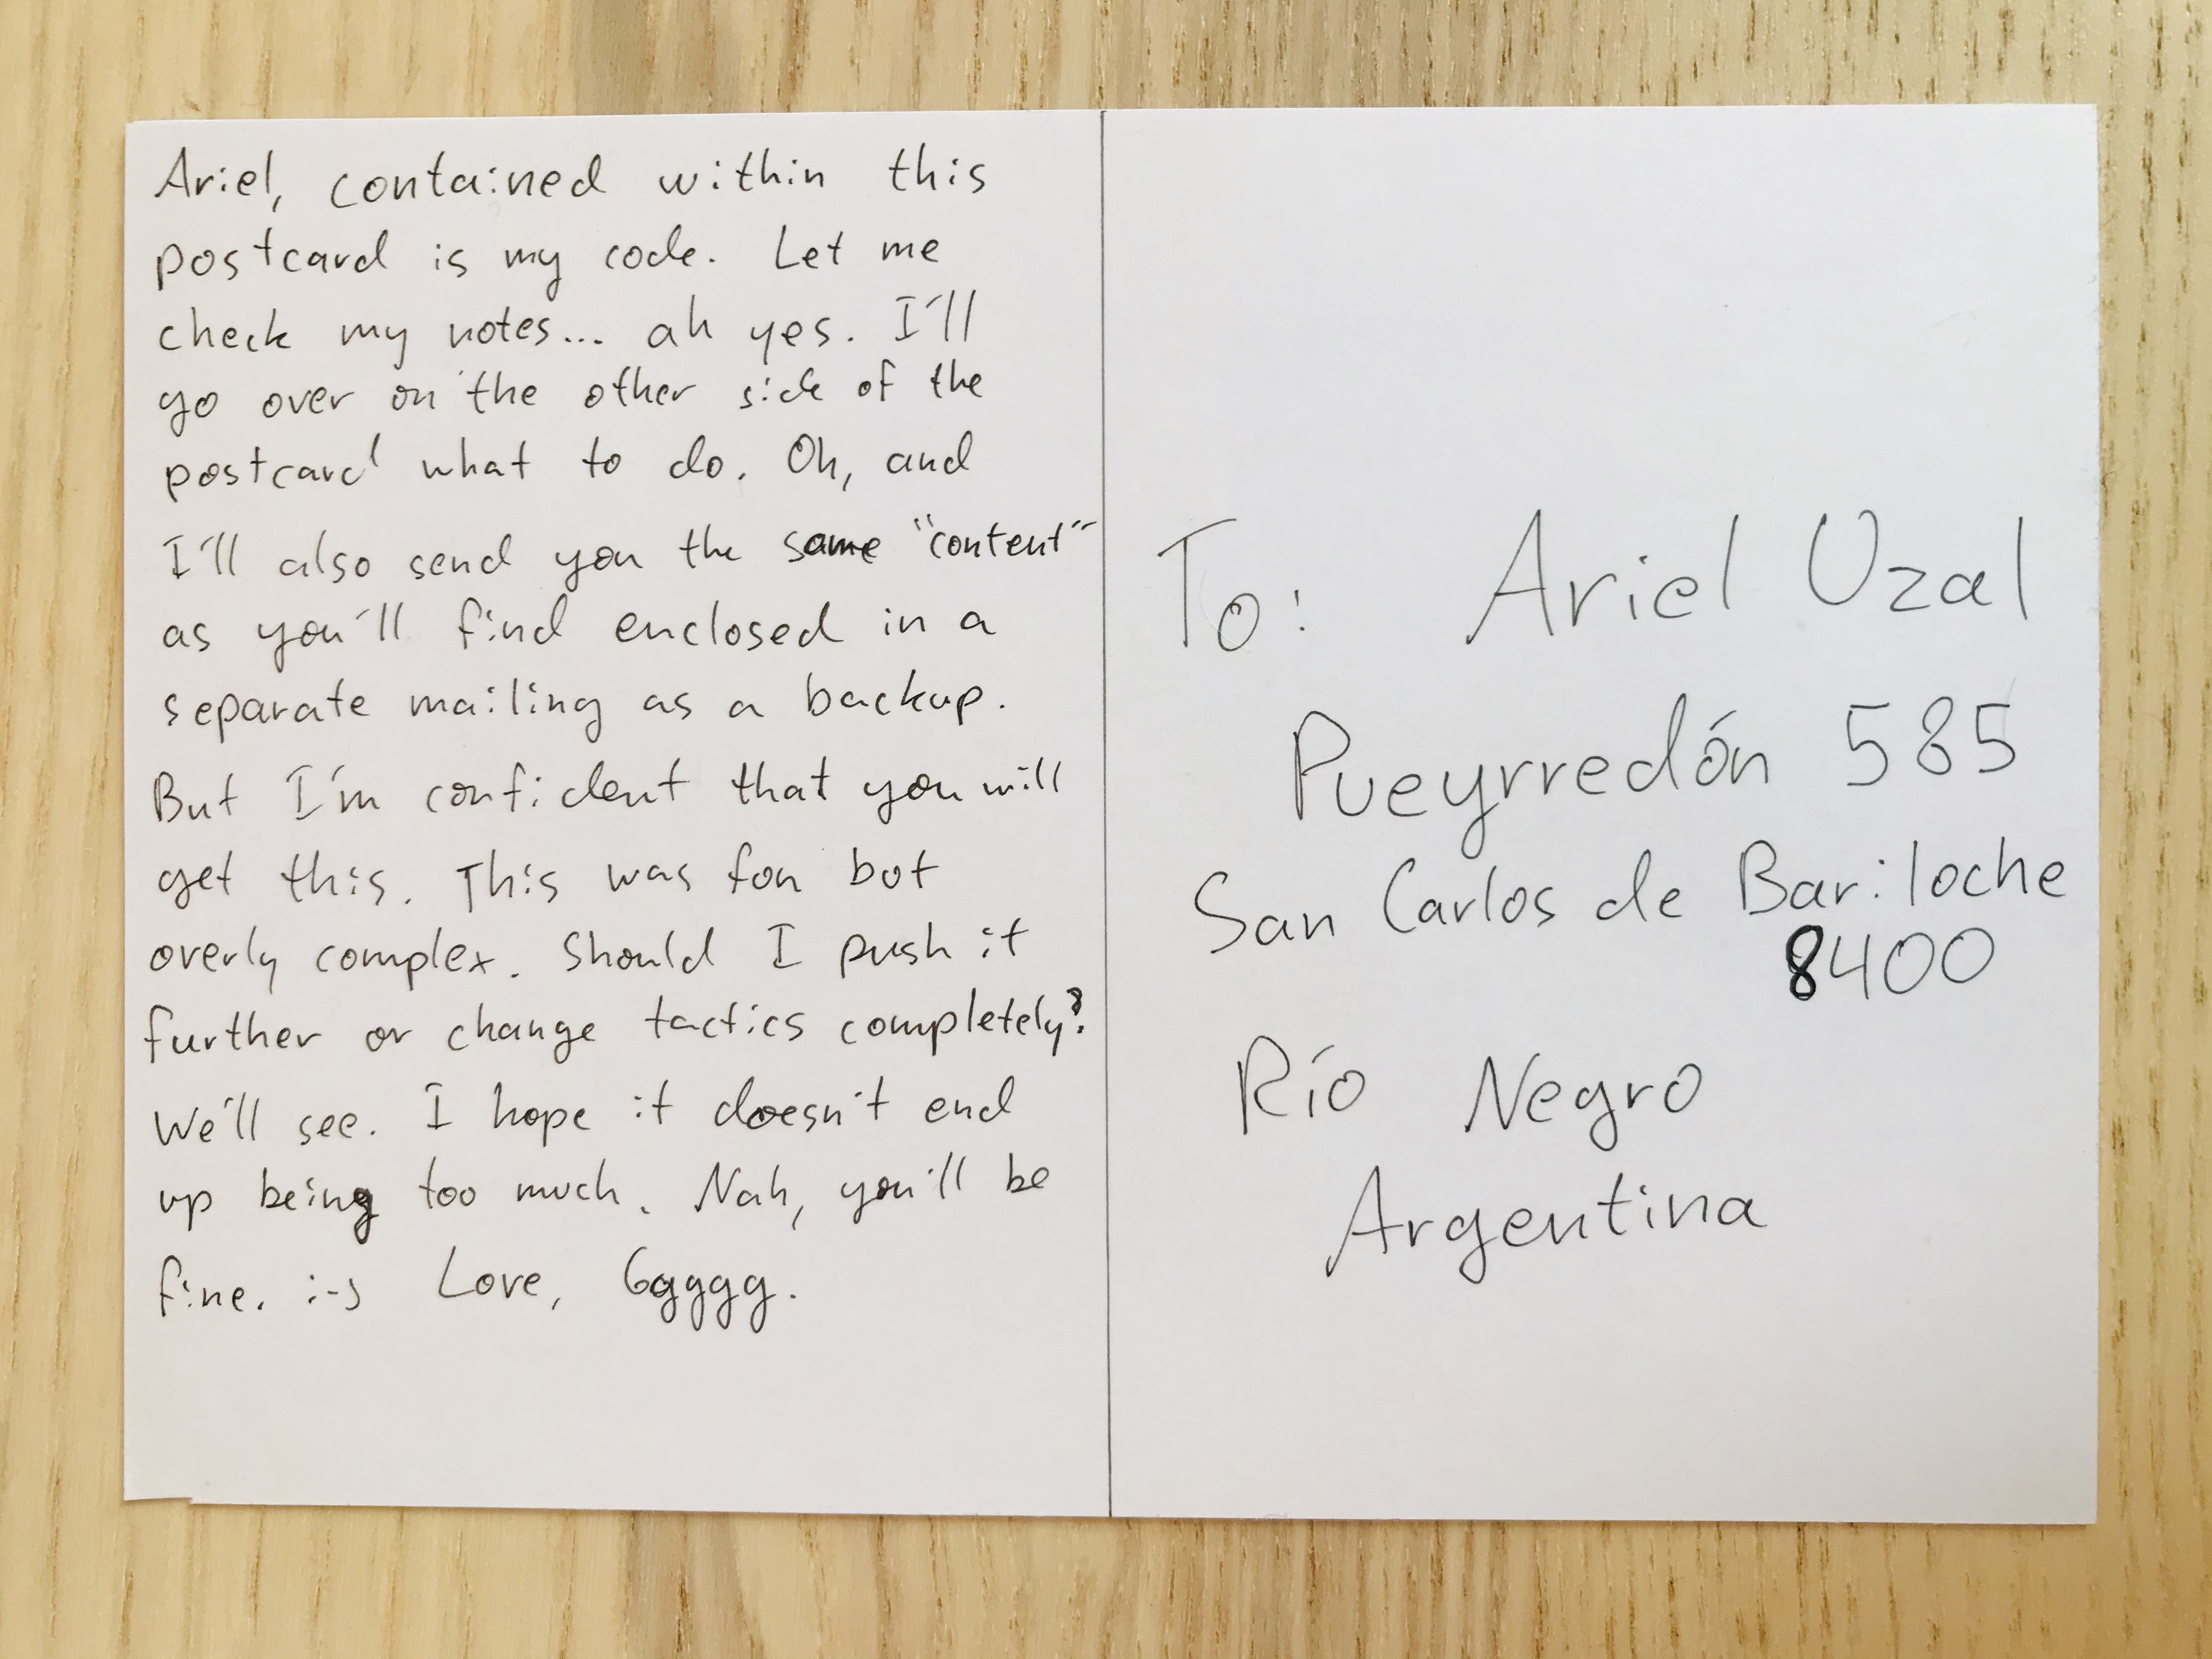 Ariel, contained within this
postcard is my code. Let me
check my notes... ah yes. I'll
go over on the other side of the
postcard what to do. Oh, and
I'll also send you the same "content"
as you'll find enclosed in a
separate mailing as a backup.
But I'm confident that you will
get this. This was fon bot
overly complex. Should I push it
further or change tactics completely?
We'll see. I hope it doesn't end
up being too much. Nah, you'll be
fine. :-) Love, Ggggg.
To: Ariel Uzal
Pueyrredón 585
San Carlos de Bariloche
8400
Río Negro
Argentina